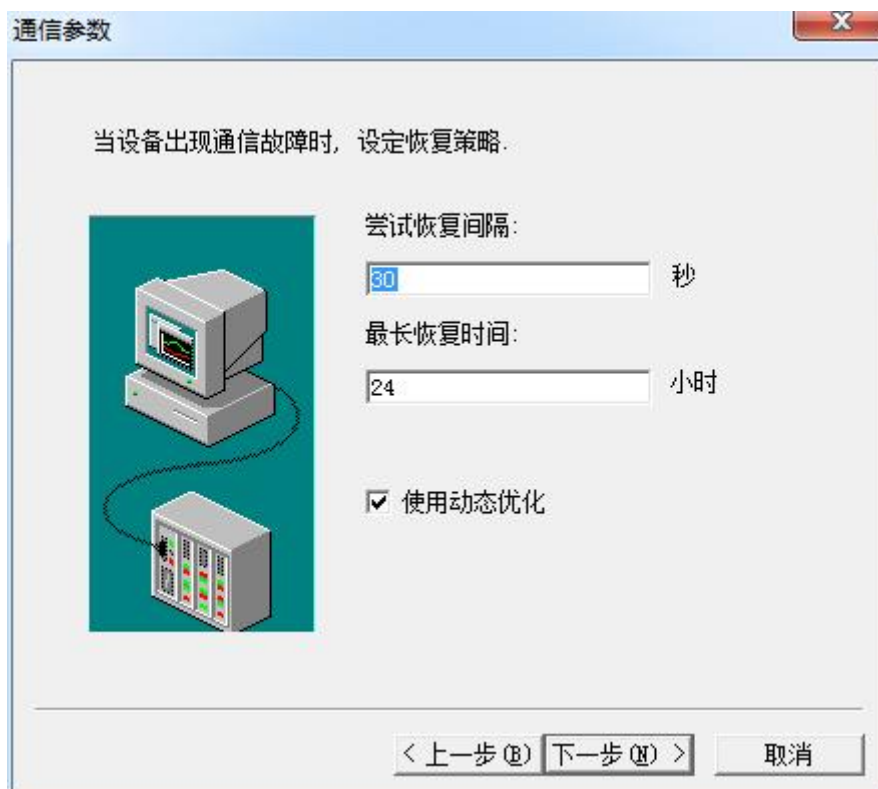 通信参数
当设备出现通信故障时, 设定恢复策略.
尝试恢复间隔:
30 秒
最长恢复时间:
24 小时
使用动态优化
< 上一步(B) 下一步(N) > 取消